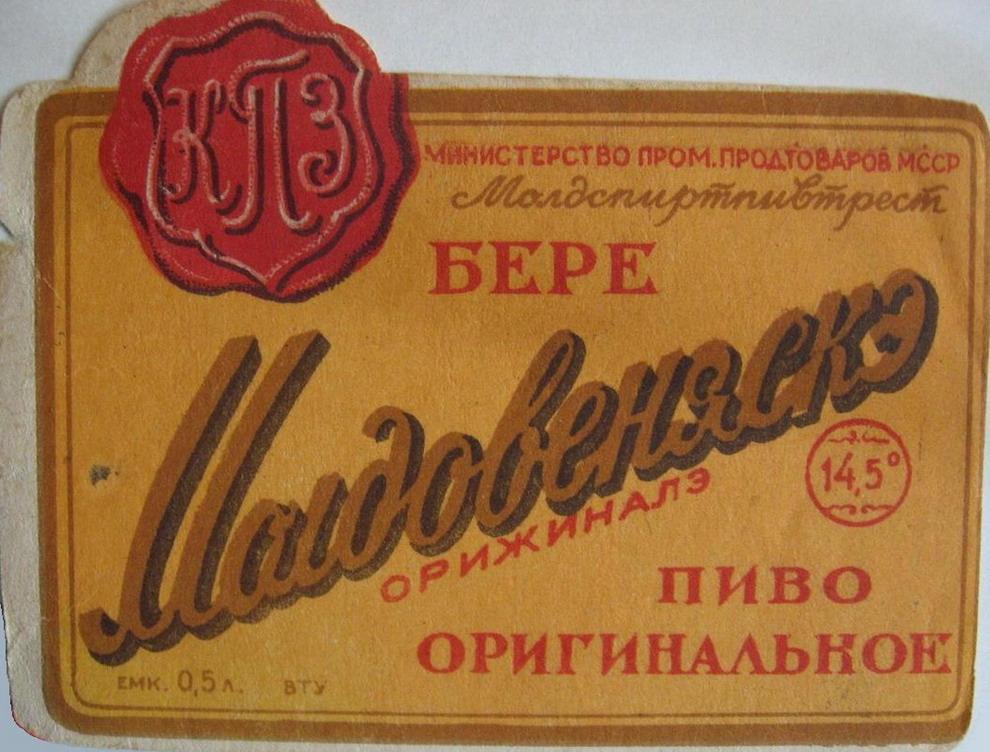 КПЗ
МИНИСТЕРСТВО ПРОМ. ПРОДТОВАРОВ МССР
Молдспиртпивтрест
БЕРЕ
Молдовеняскэ
ОРИЖИНАЛЭ
14,5°
ПИВО
ОРИГИНАЛЬНОЕ
ЕМК. 0,5 Л. ВТУ